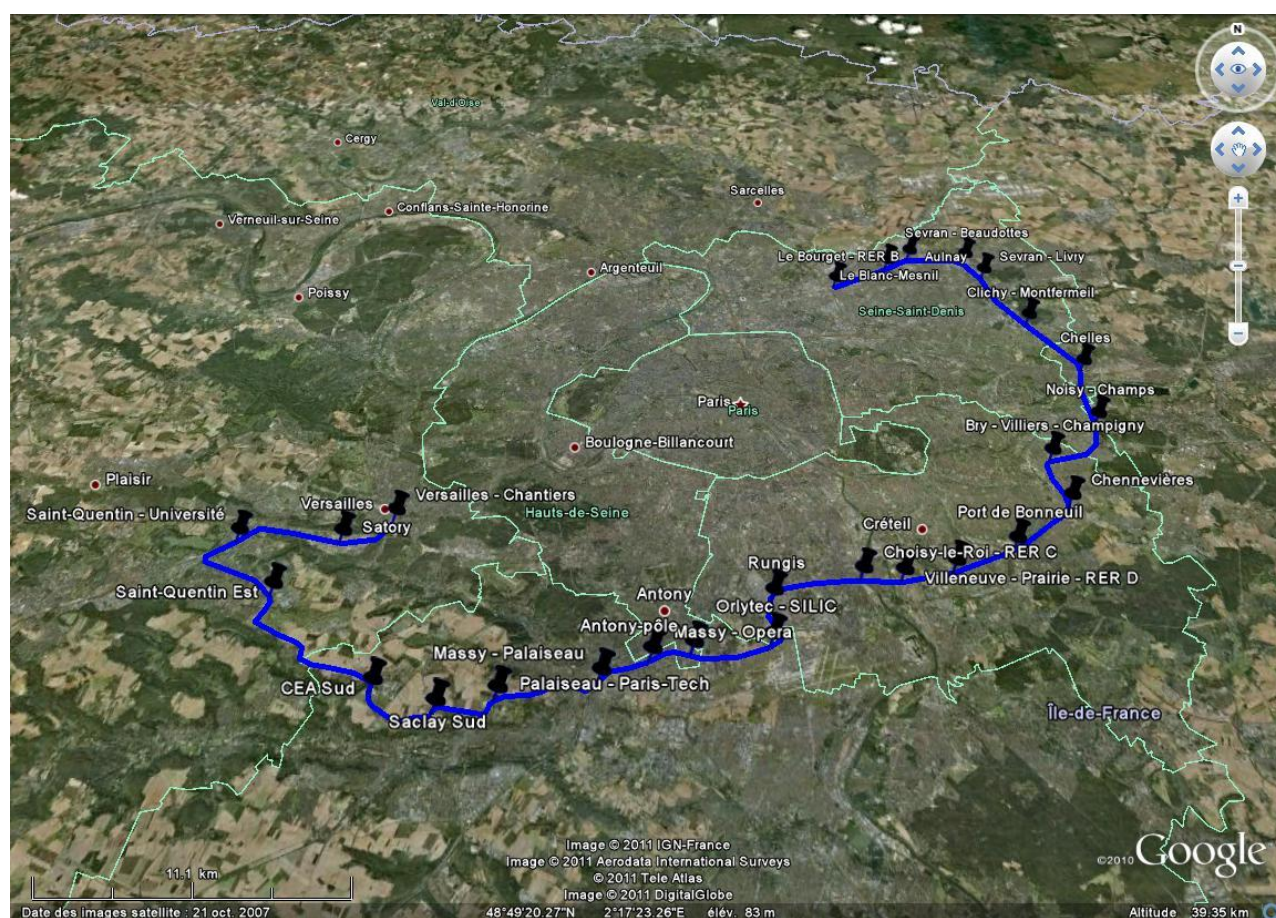 N
Val-d'Oise
Cergy
Sarcelles
Conflans-Sainte-Honorine
Verneuil-sur-Seine
Sevran - Beaudottes
Le Bourget - RER B
Aulnay
Sevran - Livry
Argenteuil
Le Blanc-Mesnil
Poissy
Clichy - Montfermeil
Seine-Saint-Denis
Chelles
Noisy - Champs
Paris
Paris
Bry - Villiers - Champigny
Boulogne-Billancourt
Plaisir
Chennevières
Versailles - Chantiers
Versailles
Saint-Quentin - Université
Hauts-de-Seine
Port de Bonneuil
Satory
Créteil
Choisy-le-Roi - RER C
Rungis
Villeneuve - Prairie - RER D
Saint-Quentin Est
Antony
Orlytec - SILIC
Antony-pôle
Massy - Opera
Massy - Palaiseau
Palaiseau - Paris-Tech
CEA Sud
Saclay Sud
Île-de-France
Image © 2011 IGN-France
Image © 2011 Aerodata International Surveys
© 2011 Tele Atlas
Image © 2011 DigitalGlobe
©2010 Google
11.1 km
Date des images satellite : 21 oct. 2007 48°49'20.27"N 2°17'23.26"E élév. 83 m Altitude 39.35 km